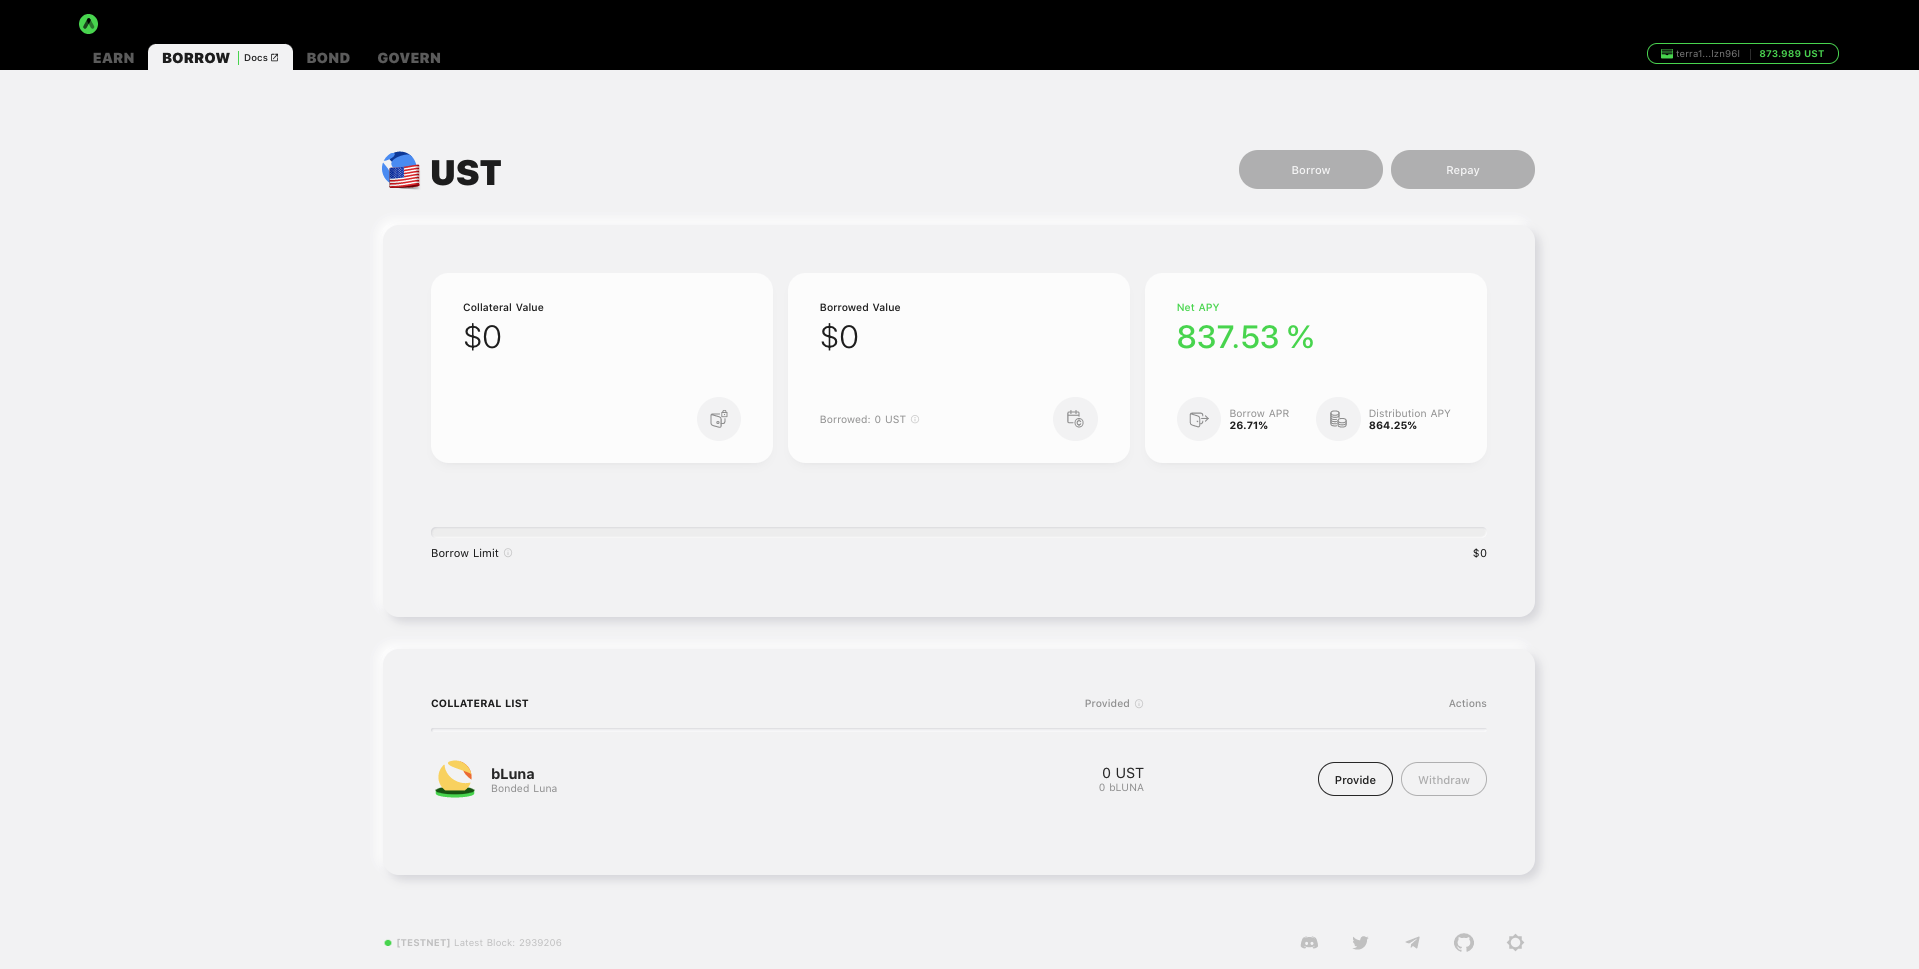 EARN
BORROW
Docs
BOND
GOVERN
terra1...lzn96l
873.989 UST
UST
Borrow
Repay
Collateral Value
$0
Borrowed Value
$0
Borrowed: 0 UST
Net APY
837.53 %
Borrow APR
26.71%
Distribution APY
864.25%
Borrow Limit
$0
COLLATERAL LIST
Provided
Actions
bLuna
Bonded Luna
0 UST
0 bLUNA
Provide
Withdraw
[TESTNET] Latest Block: 2939206